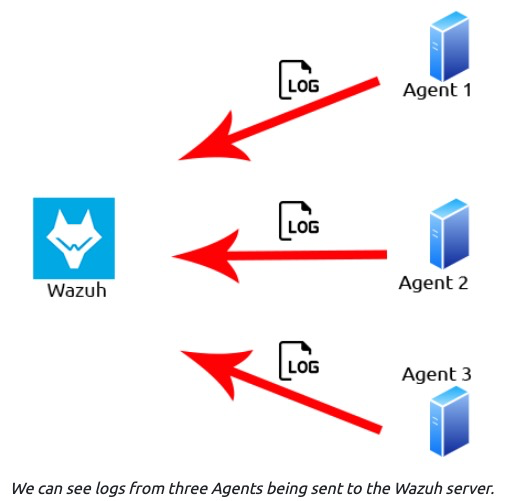 LOG
Agent 1
LOG
Wazuh
Agent 2
LOG
Agent 3
We can see logs from three Agents being sent to the Wazuh server.